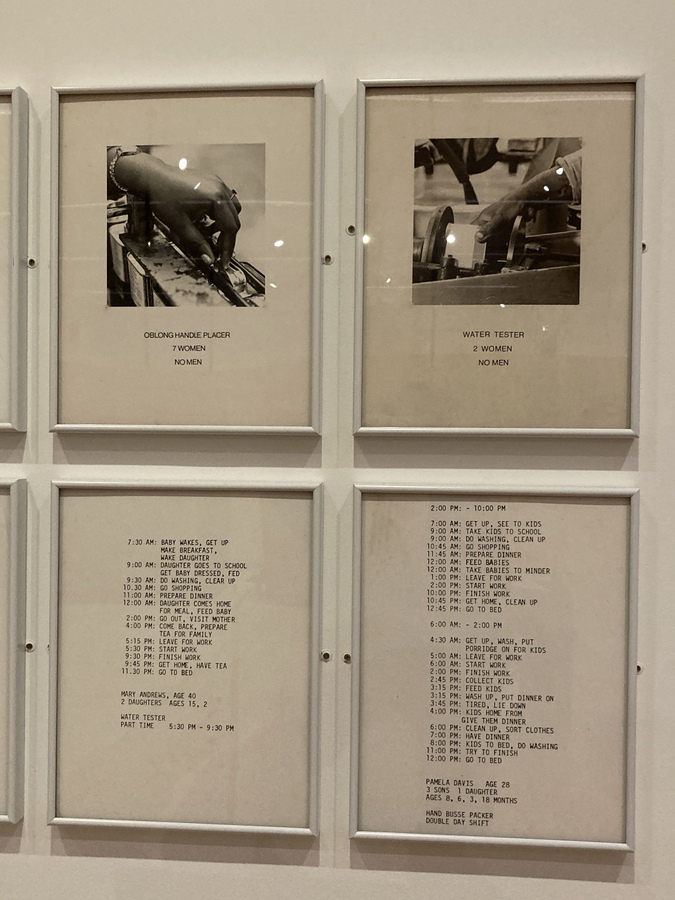 OBLONG HANDLE PLACER
7 WOMEN
NO MEN
WATER TESTER
2 WOMEN
NO MEN
7:30 AM: BABY WAKES, GET UP
MAKE BREAKFAST,
WAKE DAUGHTER
9:00 AM: DAUGHTER GOES TO SCHOOL
GET BABY DRESSED, FED
9:30 AM: DO WASHING, CLEAR UP
10.30 AM: GO SHOPPING
11:00 AM: PREPARE DINNER
12:00 AM: DAUGHTER COMES HOME
FOR MEAL, FEED BABY
2:00 PM: GO OUT, VISIT MOTHER
4:00 PM: COME BACK, PREPARE
TEA FOR FAMILY
5:15 PM: LEAVE FOR WORK
5:30 PM: START WORK
9:30 PM: FINISH WORK
9:45 PM: GET HOME, HAVE TEA
11.30 PM: GO TO BED
MARY ANDREWS, AGE 40
2 DAUGHTERS AGES 15, 2
WATER TESTER
PART TIME 5:30 PM - 9:30 PM
2:00 PM: - 10:00 PM
7:00 AM: GET UP, SEE TO KIDS
9:00 AM: TAKE KIDS TO SCHOOL
9:00 AM: DO WASHING, CLEAN UP
10:45 AM: GO SHOPPING
11:45 AM: PREPARE DINNER
12:00 AM: FEED BABIES
12:00 AM: TAKE BABIES TO MINDER
1:00 PM: LEAVE FOR WORK
2:00 PM: START WORK
10:00 PM: FINISH WORK
10:45 PM: GET HOME, CLEAN UP
12:45 PM: GO TO BED
6:00 AM: - 2:00 PM
4:30 AM: GET UP, WASH, PUT
PORRIDGE ON FOR KIDS
5:00 AM: LEAVE FOR WORK
6:00 AM: START WORK
2:00 PM: FINISH WORK
2:45 PM: COLLECT KIDS
3:15 PM: FEED KIDS
3:15 PM: WASH UP, PUT DINNER ON
3:45 PM: TIRED, LIE DOWN
4:00 PM: KIDS HOME FROM
GIVE THEM DINNER
6:00 PM: CLEAN UP, SORT CLOTHES
7:00 PM: HAVE DINNER
8:00 PM: KIDS TO BED, DO WASHING
11:00 PM: TRY TO FINISH
12:00 PM: GO TO BED
PAMELA DAVIS AGE 28
3 SONS 1 DAUGHTER
AGES 8, 6, 3, 18 MONTHS
HAND BUSSE PACKER
DOUBLE DAY SHIFT